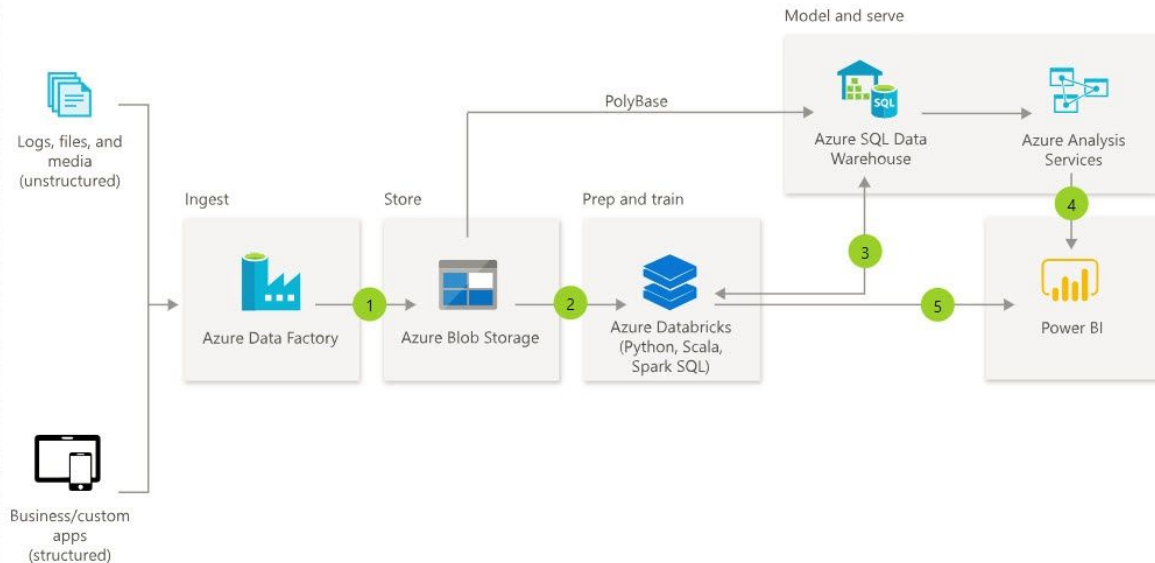 Model and serve
Logs, files, and
media
(unstructured)
PolyBase
SQL
Azure SQL Data
Warehouse
Azure Analysis
Services
Ingest
Store
Prep and train
4
3
1
2
5
Azure Data Factory
Azure Blob Storage
Azure Databricks
(Python, Scala,
Spark SQL)
Power BI
Business/custom
apps
(structured)